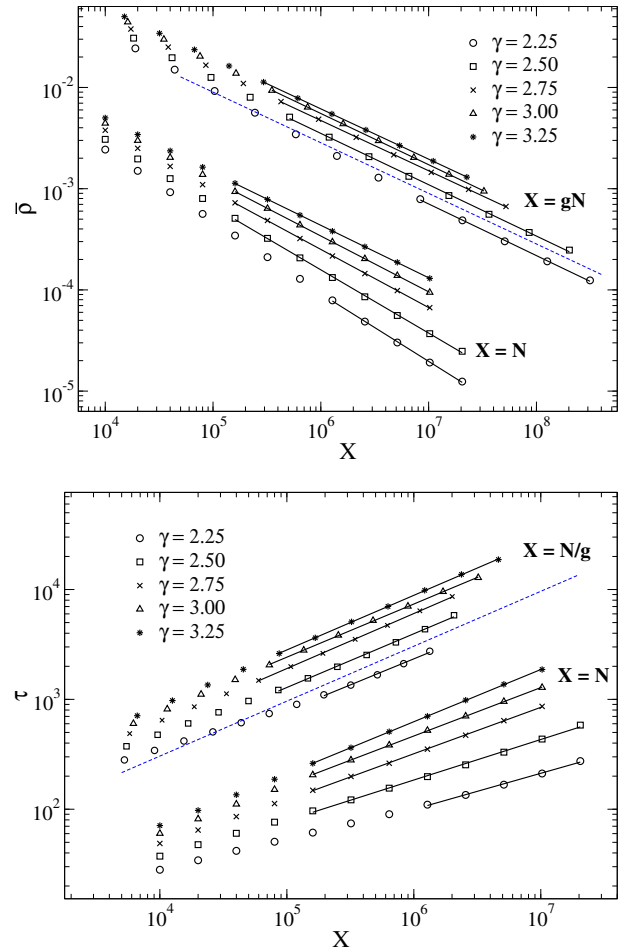 10^-2
10^-3
10^-4
10^-5
ρ̄
γ = 2.25
γ = 2.50
γ = 2.75
γ = 3.00
γ = 3.25
X = gN
X = N
10^4 10^5 10^6 10^7 10^8
X
10^4
10^3
10^2
τ
γ = 2.25
γ = 2.50
γ = 2.75
γ = 3.00
γ = 3.25
X = N/g
X = N
10^4 10^5 10^6 10^7
X